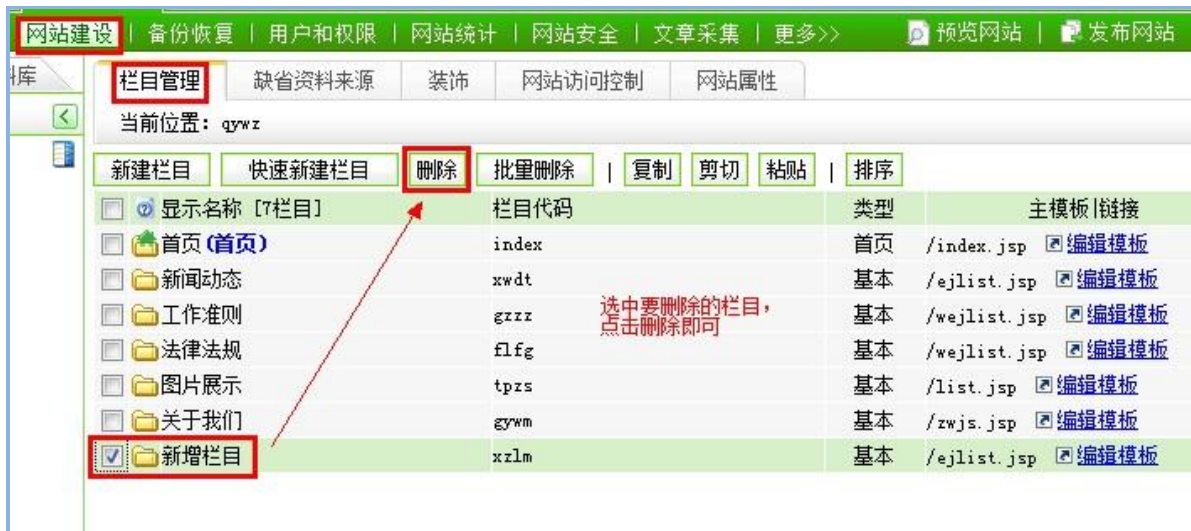 网站建设 | 备份恢复 | 用户和权限 | 网站统计 | 网站安全 | 文章采集 | 更多>> 预览网站 | 发布网站
库 栏目管理 缺省资料来源 装饰 网站访问控制 网站属性
当前位置: qywz
新建栏目 快速新建栏目 删除 批量删除 | 复制 剪切 粘贴 | 排序
显示名称 [7栏目] 栏目代码 类型 主模板|链接
首页(首页) index 首页 /index.jsp 编辑模板
新闻动态 xwdt 基本 /ejlist.jsp 编辑模板
工作准则 gzzz 基本 /wejlist.jsp 编辑模板
选中要删除的栏目,
点击删除即可
法律法规 flfg 基本 /wejlist.jsp 编辑模板
图片展示 tpzs 基本 /list.jsp 编辑模板
关于我们 gywm 基本 /zwjs.jsp 编辑模板
新增栏目 xzlm 基本 /ejlist.jsp 编辑模板